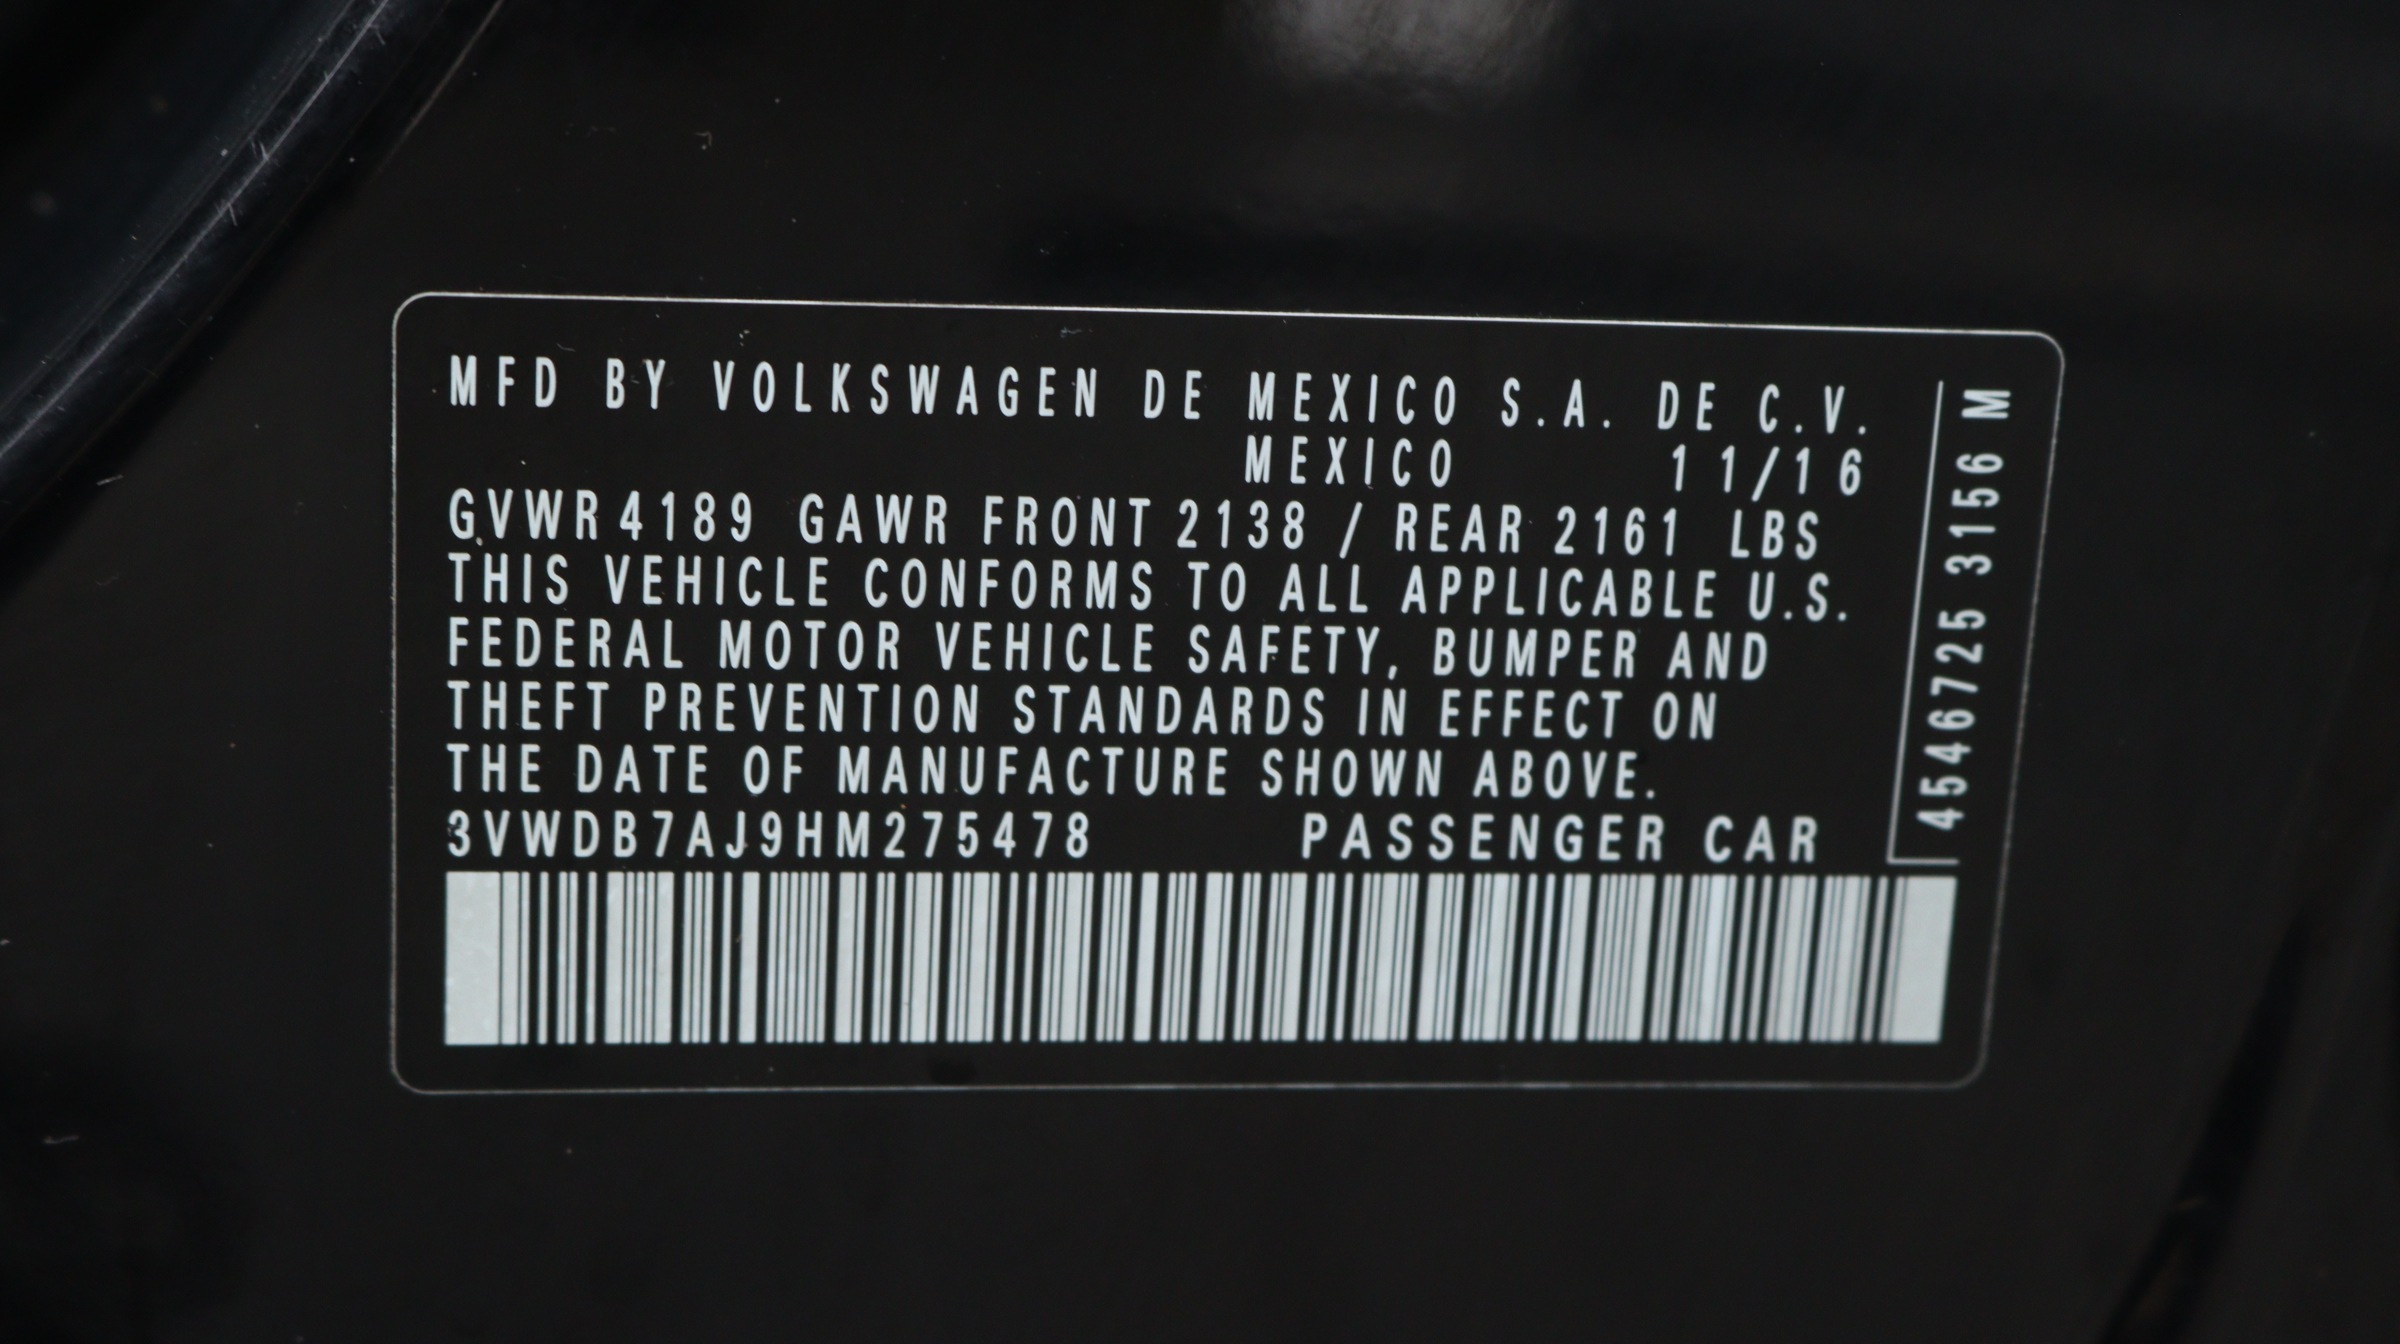 MFD BY VOLKSWAGEN DE MEXICO S.A. DE C.V.
MEXICO 11/16
GVWR 4189 GAWR FRONT 2138 / REAR 2161 LBS
THIS VEHICLE CONFORMS TO ALL APPLICABLE U.S.
FEDERAL MOTOR VEHICLE SAFETY, BUMPER AND
THEFT PREVENTION STANDARDS IN EFFECT ON
THE DATE OF MANUFACTURE SHOWN ABOVE.
3VWDB7AJ9HM275478 PASSENGER CAR
4546725 3156 M